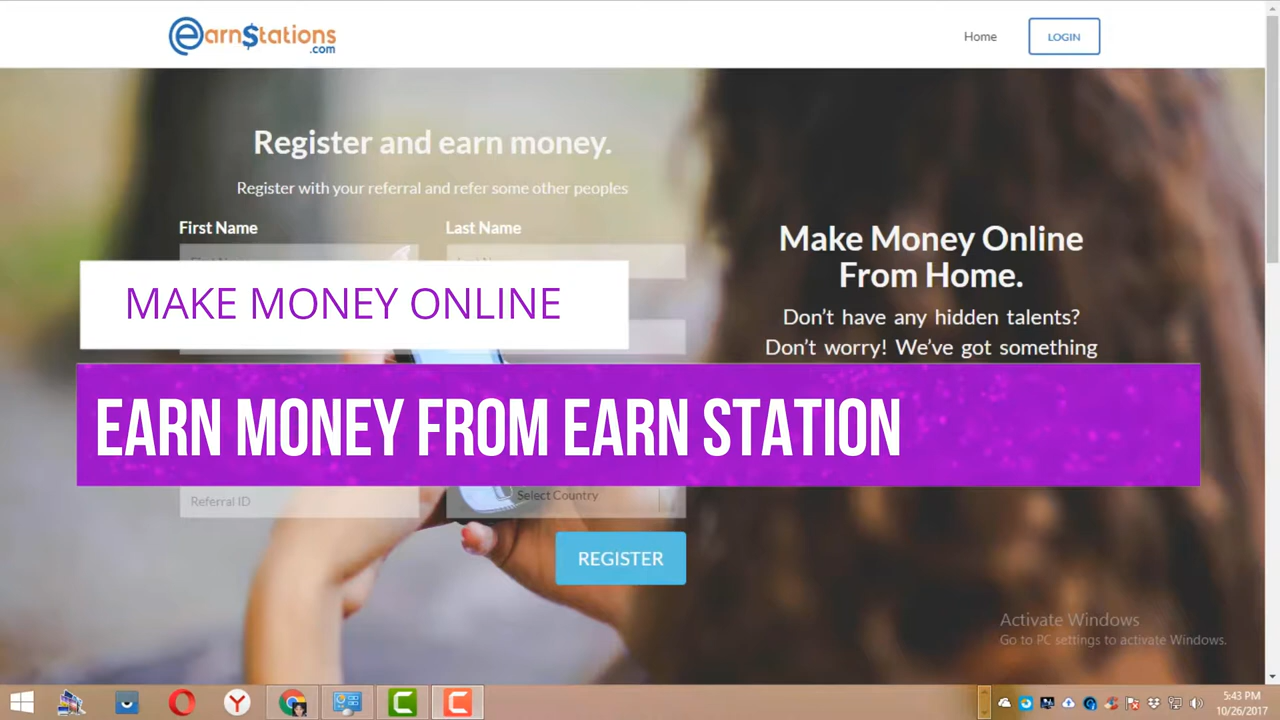 earn$tations
.com
Home
LOGIN
Register and earn money.
Register with your referral and refer some other peoples
First Name
Last Name
Make Money Online
From Home.
Don't have any hidden talents?
Don't worry! We've got something
MAKE MONEY ONLINE
EARN MONEY FROM EARN STATION
Referral ID
Select Country
REGISTER
Activate Windows
Go to PC settings to activate Windows.
5:43 PM
10/26/2017